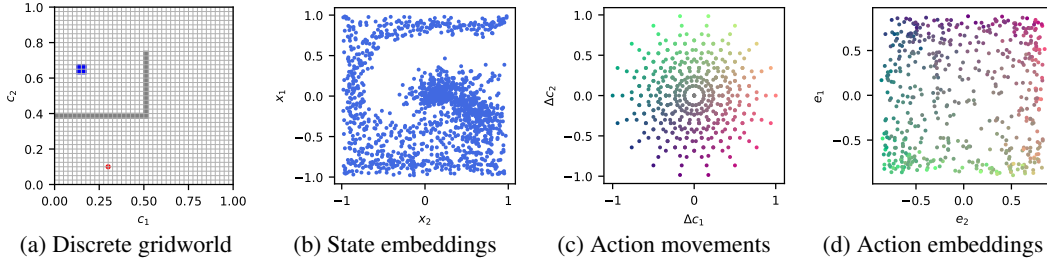 1.0
0.8
0.6
0.4
0.2
0.0
c₂
0.00 0.25 0.50 0.75 1.00
c₁
(a) Discrete gridworld
1.0
0.5
0.0
−0.5
−1.0
x₁
−1 0 1
x₂
(b) State embeddings
1.0
0.5
0.0
−0.5
−1.0
Δc₂
−1 0 1
Δc₁
(c) Action movements
0.5
0.0
−0.5
e₁
−0.5 0.0 0.5
e₂
(d) Action embeddings